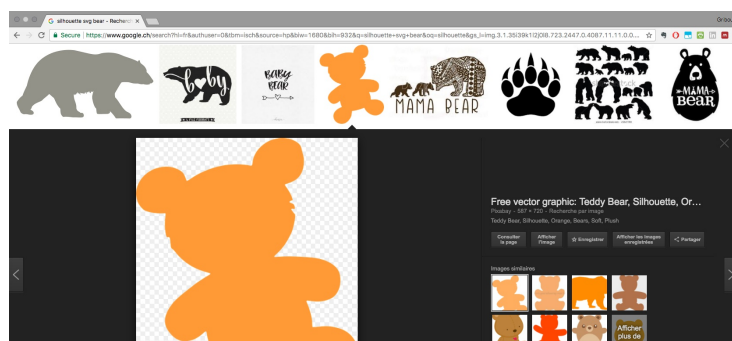 silhouette svg bear - Recherch
Secure | https://www.google.ch/search?hl=fr&authuser=0&tbm=isch&source=hp&biw=1680&bih=932&q=silhouette+svg+bear&oq=silhouette&gs_l=img.3.1.35i39k1l2j0l8.723.2447.0.4087.11.11.0.0...
baby
BABY
BEAR
MAMA BEAR
MAMA
BEAR
Free vector graphic: Teddy Bear, Silhouette, Or...
Pixabay - 587 × 720 - Recherche par image
Teddy Bear, Silhouette, Orange, Bears, Soft, Plush
Consulter la page
Afficher l'image
Enregistrer
Afficher les images enregistrées
Partager
Images similaires
Afficher
plus de